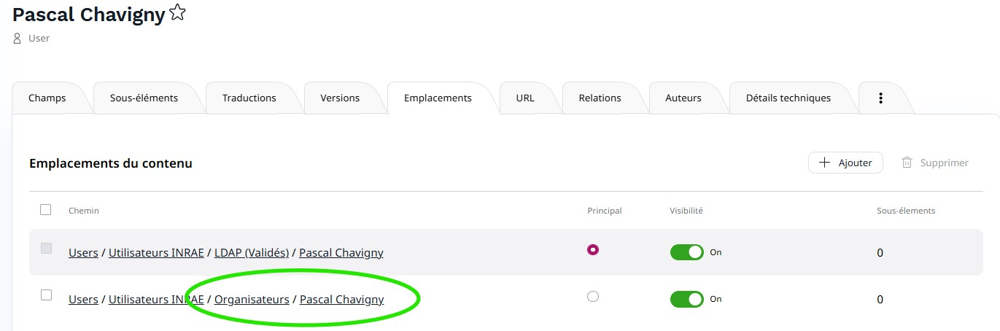 Pascal Chavigny
User
Champs Sous-éléments Traductions Versions Emplacements URL Relations Auteurs Détails techniques
Emplacements du contenu Ajouter Supprimer
Chemin Principal Visibilité Sous-élements
Users / Utilisateurs INRAE / LDAP (Validés) / Pascal Chavigny On 0
Users / Utilisateurs INRAE / Organisateurs / Pascal Chavigny On 0